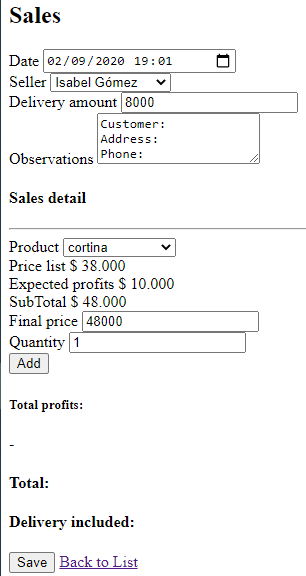 Sales
Date 02/09/2020 19:01
Seller Isabel Gómez
Delivery amount 8000
Customer:
Address:
Observations Phone:
Sales detail
Product cortina
Price list $ 38.000
Expected profits $ 10.000
SubTotal $ 48.000
Final price 48000
Quantity 1
Add
Total profits:
-
Total:
Delivery included:
Save Back to List